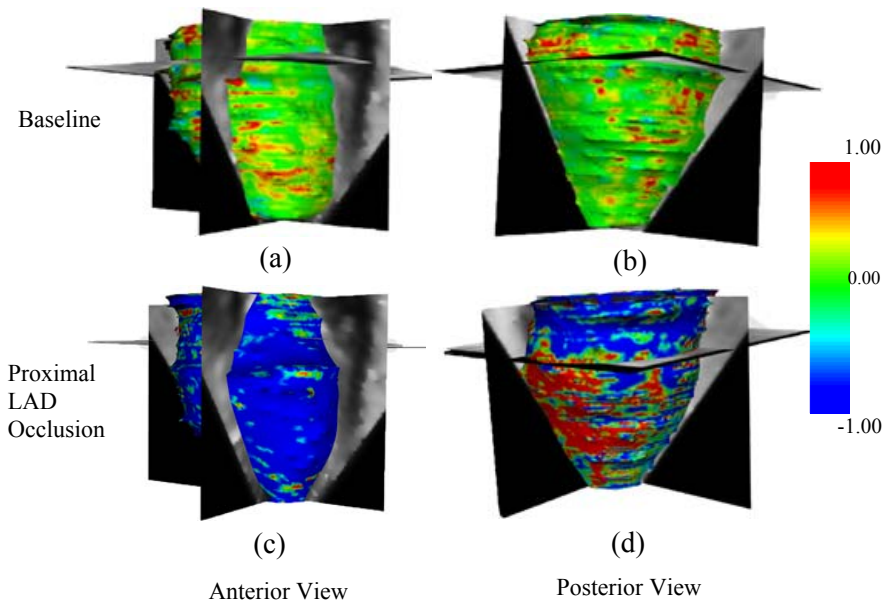 Baseline
(a)
(b)
1.00
0.00
-1.00
Proximal
LAD
Occlusion
(c)
(d)
Anterior View
Posterior View